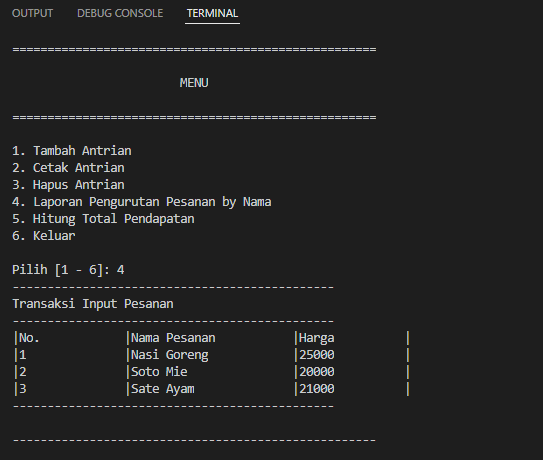 OUTPUT DEBUG CONSOLE TERMINAL
====================================================
MENU
====================================================
1. Tambah Antrian
2. Cetak Antrian
3. Hapus Antrian
4. Laporan Pengurutan Pesanan by Nama
5. Hitung Total Pendapatan
6. Keluar
Pilih [1 - 6]: 4
----------------------------------------------
Transaksi Input Pesanan
----------------------------------------------
|No. |Nama Pesanan |Harga |
|1 |Nasi Goreng |25000 |
|2 |Soto Mie |20000 |
|3 |Sate Ayam |21000 |
----------------------------------------------
----------------------------------------------------